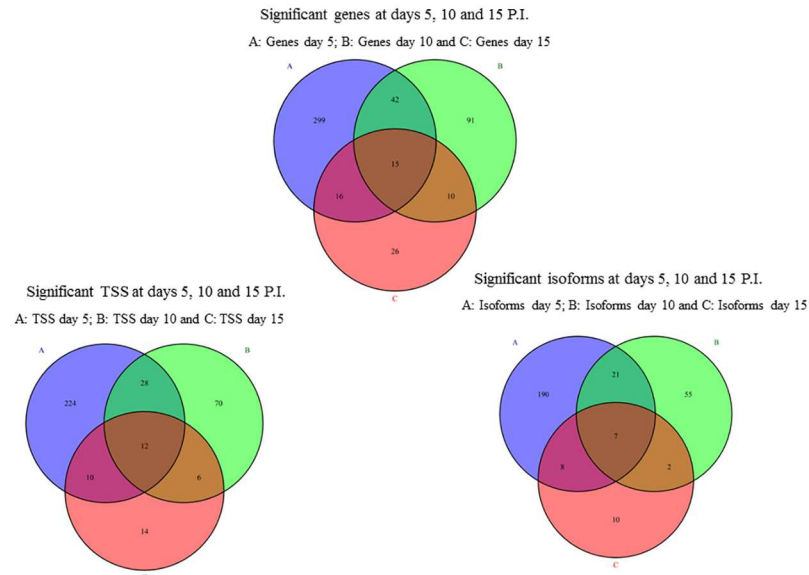 Significant genes at days 5, 10 and 15 P.I.
A: Genes day 5; B: Genes day 10 and C: Genes day 15
A
B
42
299
91
15
16
10
26
C
Significant TSS at days 5, 10 and 15 P.I.
A: TSS day 5; B: TSS day 10 and C: TSS day 15
A
B
28
224
70
12
10
6
14
Significant isoforms at days 5, 10 and 15 P.I.
A: Isoforms day 5; B: Isoforms day 10 and C: Isoforms day 15
A
B
21
190
55
7
8
2
10
C